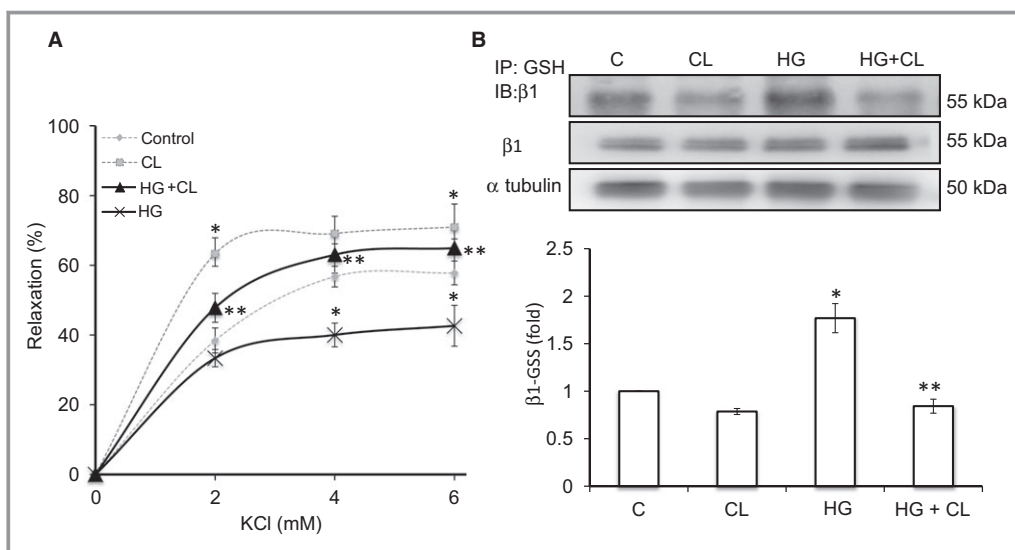 A
Relaxation (%)
100
80
60
40
20
0
Control
CL
HG +CL
HG
*
*
*
*
**
**
**
0
2
4
6
KCl (mM)
B
IP: GSH
IB:β1
C
CL
HG
HG+CL
55 kDa
β1
55 kDa
α tubulin
50 kDa
β1-GSS (fold)
2.5
2
1.5
1
0.5
0
*
**
C
CL
HG
HG + CL